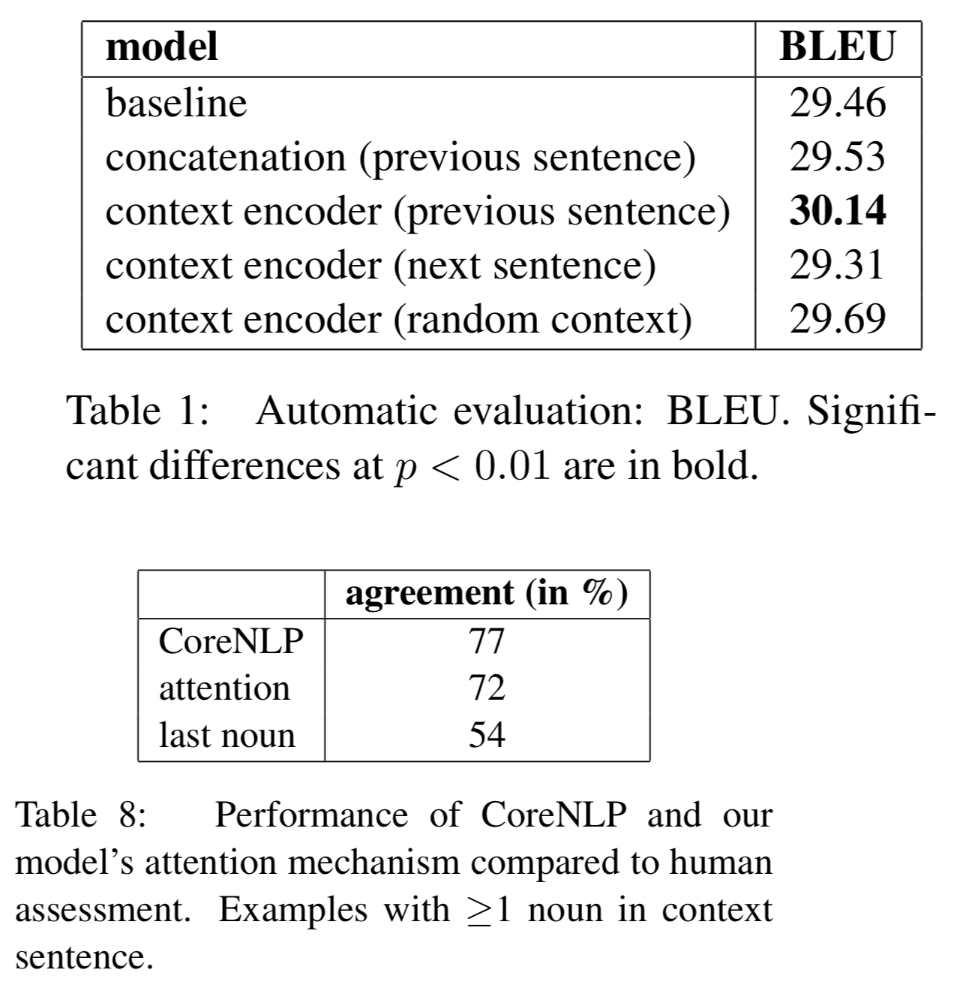 model BLEU
baseline 29.46
concatenation (previous sentence) 29.53
context encoder (previous sentence) 30.14
context encoder (next sentence) 29.31
context encoder (random context) 29.69
Table 1: Automatic evaluation: BLEU. Signifi-
cant differences at p < 0.01 are in bold.
agreement (in %)
CoreNLP 77
attention 72
last noun 54
Table 8: Performance of CoreNLP and our
model's attention mechanism compared to human
assessment. Examples with ≥1 noun in context
sentence.